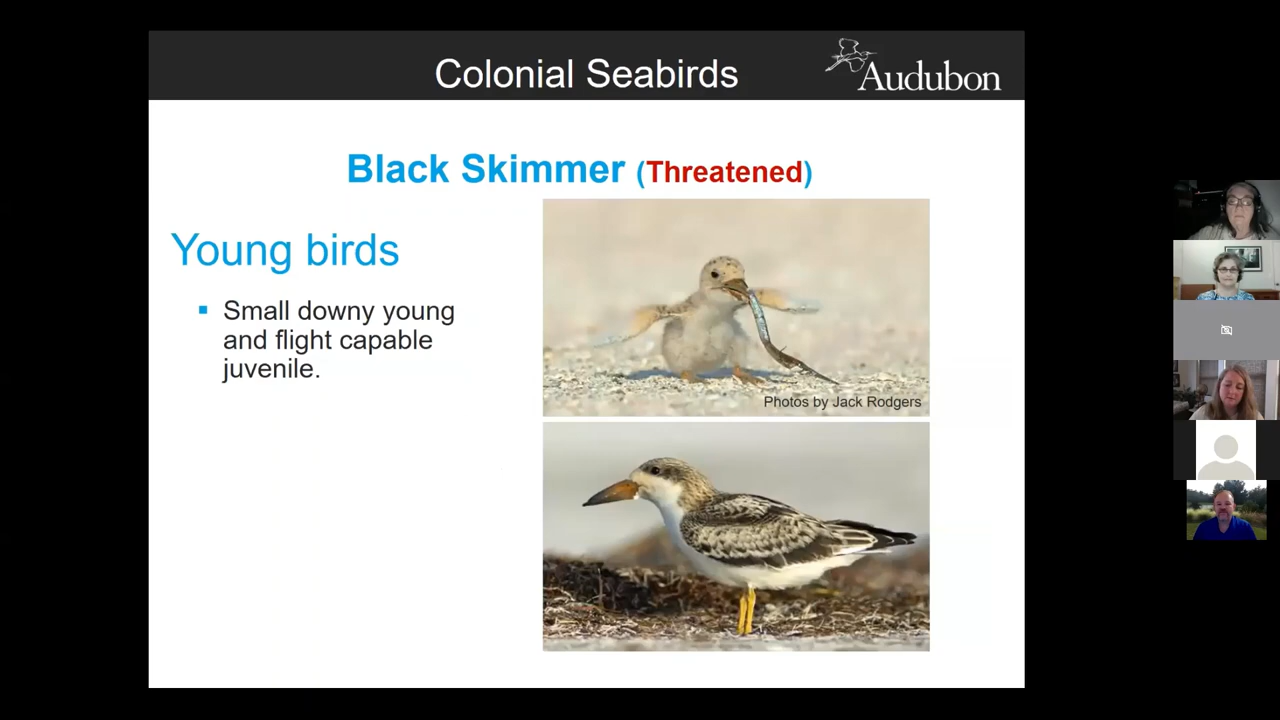 Colonial Seabirds
Audubon
Black Skimmer (Threatened)
Young birds
Small downy young
and flight capable
juvenile.
Photos by Jack Rodgers